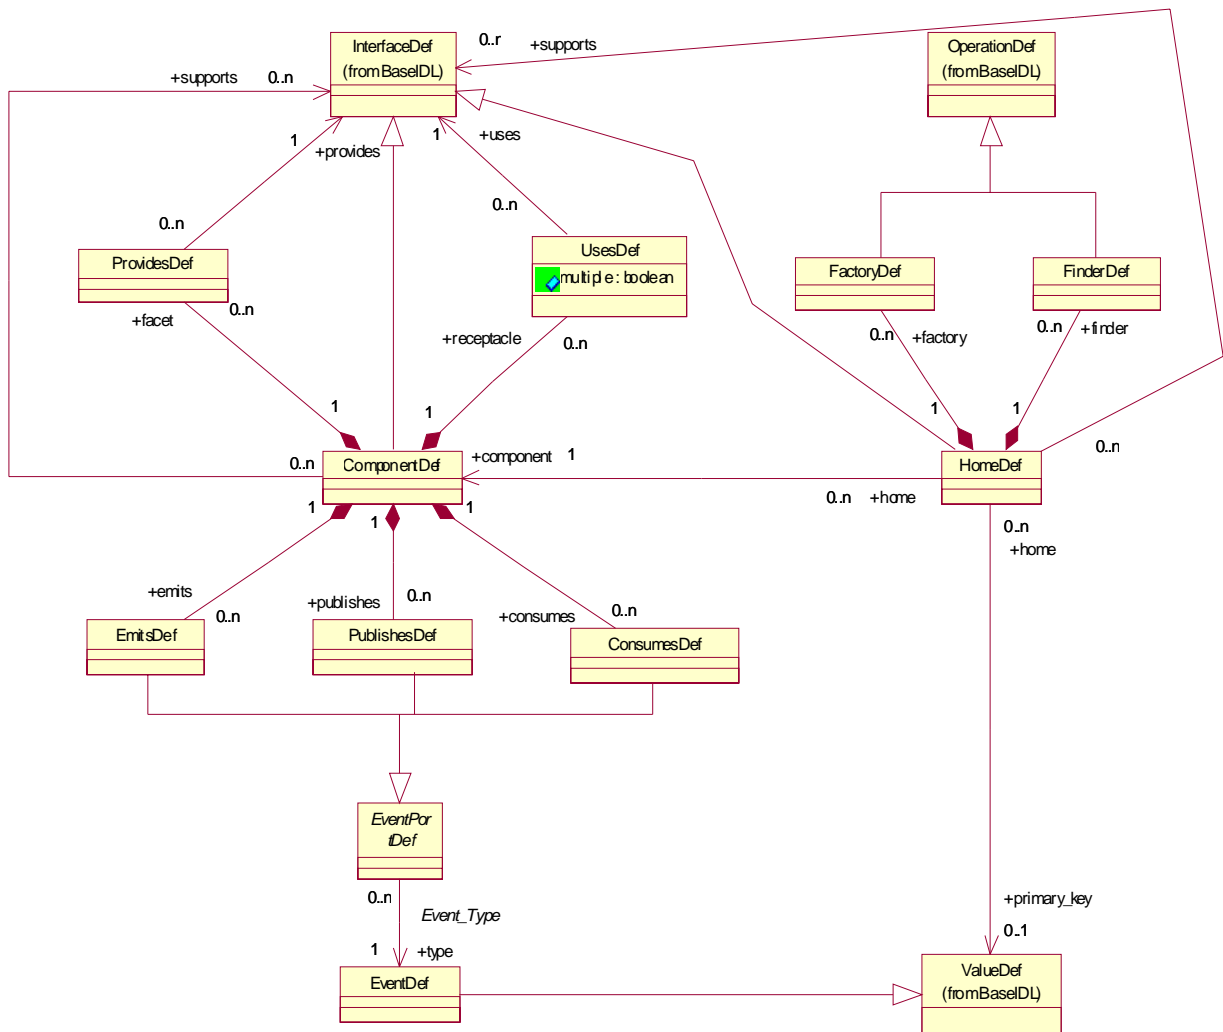 InterfaceDef
(fromBaseIDL)
0..r
+supports
OperationDef
(fromBaseIDL)
+supports
0..n
1
+provides
1
+uses
0..n
0..n
ProvidesDef
UsesDef
multiple : boolean
FactoryDef
FinderDef
0..n
+facet
+receptacle
0..n
0..n
+factory
0..n
+finder
1
1
1
1
0..n
ComponentDef
+component
1
HomeDef
0..n
0..n
+home
1
1
1
0..n
+home
+emits
0..n
+publishes
0..n
+consumes
0..n
EmitsDef
PublishesDef
ConsumesDef
EventPor
tDef
0..n
Event_Type
1
+type
+primary_key
0..1
EventDef
ValueDef
(fromBaseIDL)